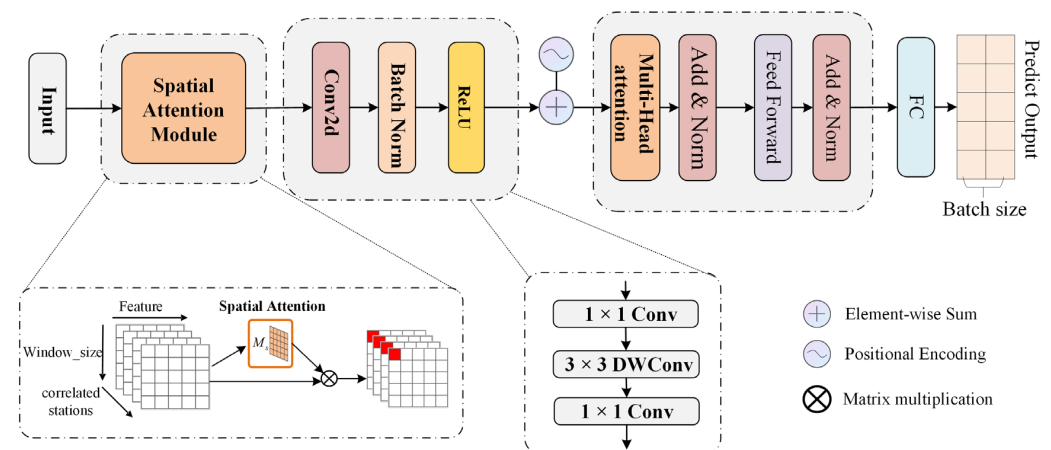 Input
Spatial
Attention
Module
Conv2d
Batch Norm
ReLU
Multi-Head
attention
Add & Norm
Feed Forward
Add & Norm
FC
Predict Output
Batch size
Feature
Window_size
correlated
stations
Spatial Attention
Ms
1 × 1 Conv
3 × 3 DWConv
1 × 1 Conv
Element-wise Sum
Positional Encoding
Matrix multiplication